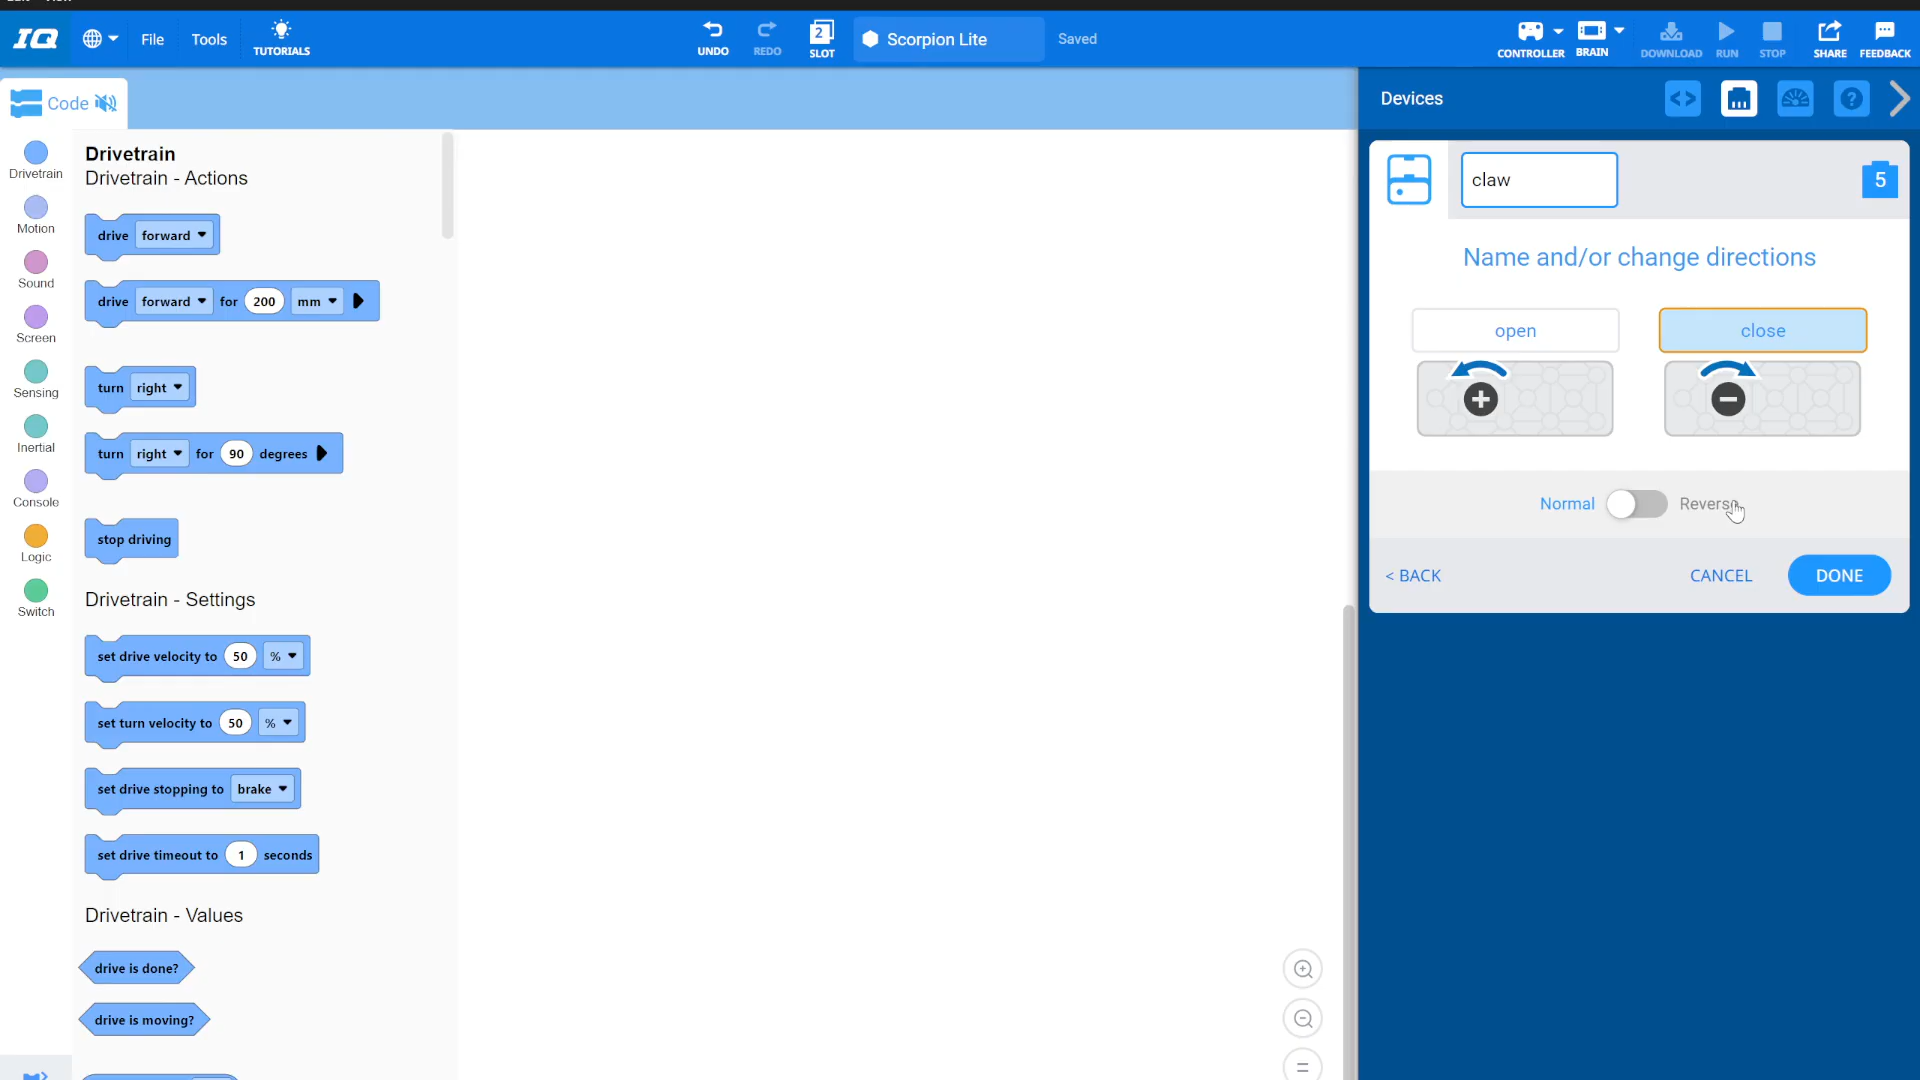 IQ File Tools TUTORIALS UNDO REDO 2 SLOT Scorpion Lite Saved CONTROLLER BRAIN DOWNLOAD RUN STOP SHARE FEEDBACK
Code
Devices
Drivetrain
Motion
Sound
Screen
Sensing
Inertial
Console
Logic
Switch
Drivetrain
Drivetrain - Actions
drive forward
drive forward for 200 mm
turn right
turn right for 90 degrees
stop driving
Drivetrain - Settings
set drive velocity to 50 %
set turn velocity to 50 %
set drive stopping to brake
set drive timeout to 1 seconds
Drivetrain - Values
drive is done?
drive is moving?
claw 5
Name and/or change directions
open close
Normal Reverse
< BACK CANCEL DONE